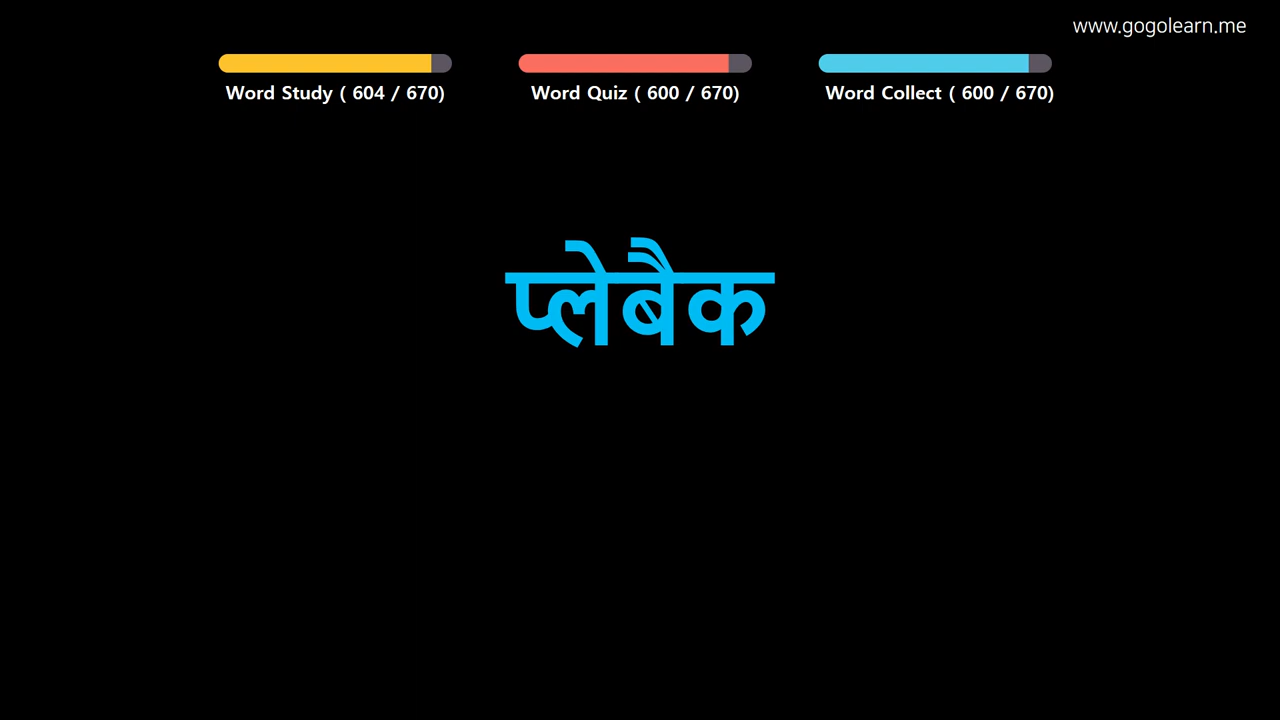 www.gogolearn.me
Word Study ( 604 / 670)
Word Quiz ( 600 / 670)
Word Collect ( 600 / 670)
प्लेबैक